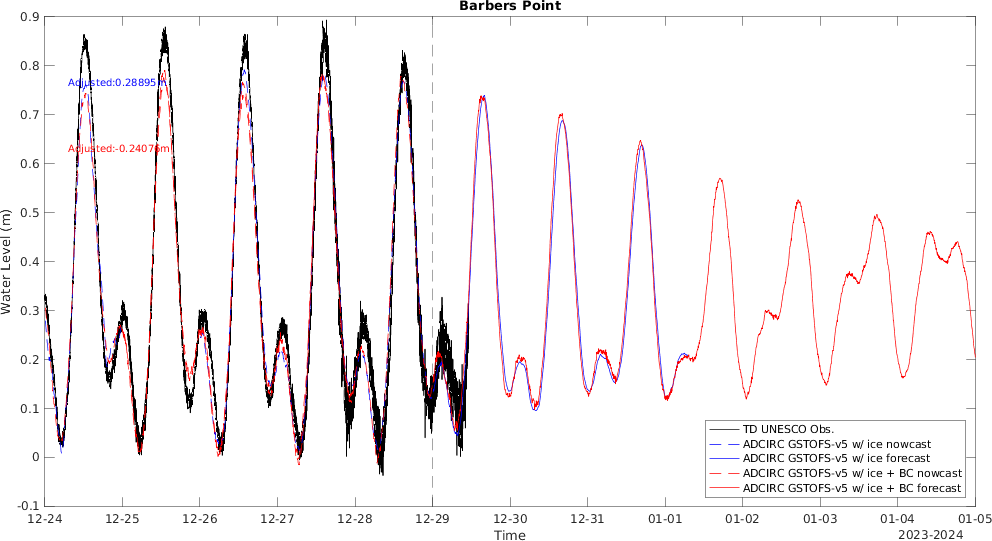 Barbers Point
0.9
0.8
0.7
0.6
0.5
0.4
0.3
0.2
0.1
0
-0.1
Water Level (m)
Adjusted:0.28895m
Adjusted:-0.24076m
TD UNESCO Obs.
ADCIRC GSTOFS-v5 w/ ice nowcast
ADCIRC GSTOFS-v5 w/ ice forecast
ADCIRC GSTOFS-v5 w/ ice + BC nowcast
ADCIRC GSTOFS-v5 w/ ice + BC forecast
12-24 12-25 12-26 12-27 12-28 12-29 12-30 12-31 01-01 01-02 01-03 01-04 01-05
Time
2023-2024